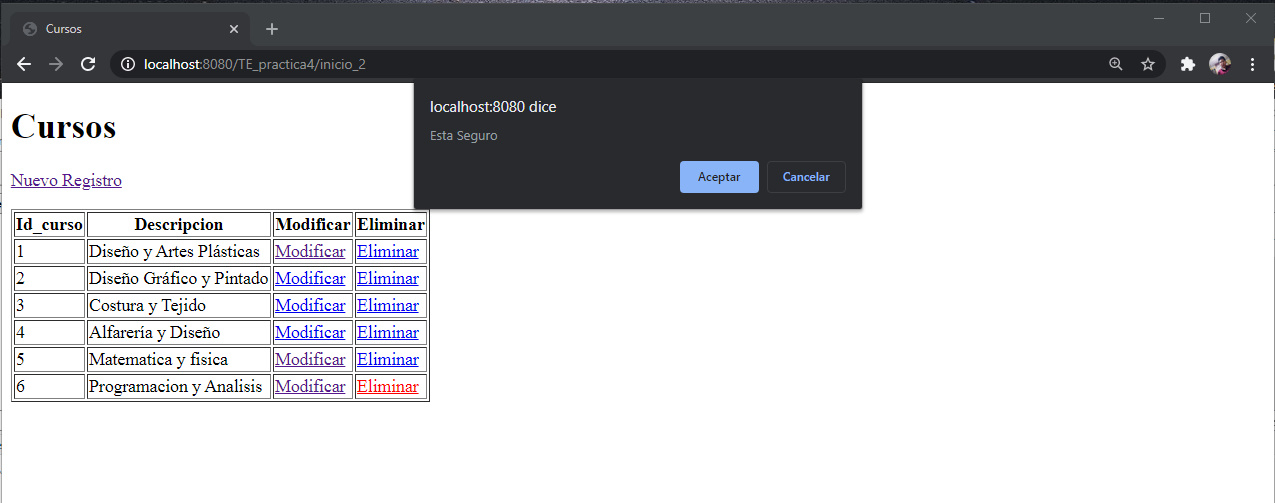 Cursos
localhost:8080/TE_practica4/inicio_2
localhost:8080 dice
Esta Seguro
Aceptar Cancelar
Cursos
Nuevo Registro
Id_curso Descripcion Modificar Eliminar
1 Diseño y Artes Plásticas Modificar Eliminar
2 Diseño Gráfico y Pintado Modificar Eliminar
3 Costura y Tejido Modificar Eliminar
4 Alfarería y Diseño Modificar Eliminar
5 Matematica y fisica Modificar Eliminar
6 Programacion y Analisis Modificar Eliminar